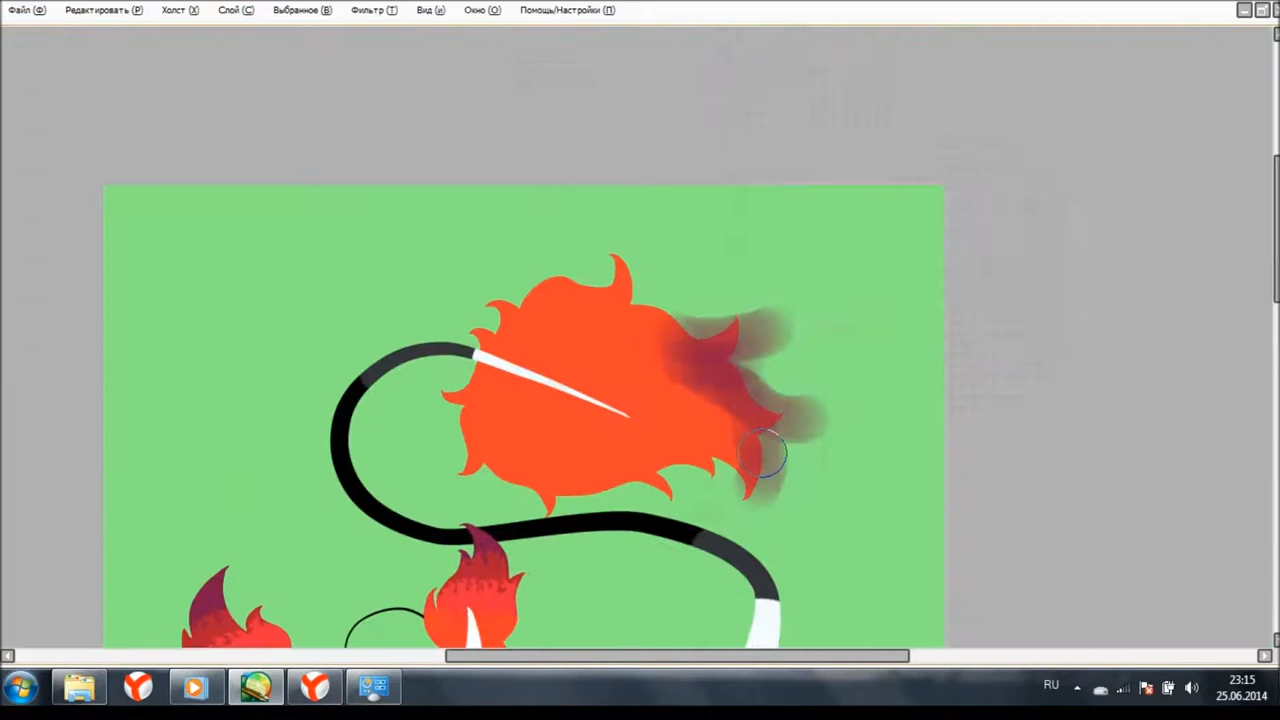 Файл (Ф) Редактировать (Р) Холст (Х) Слой (С) Выбранное (В) Фильтр (Т) Вид (и) Окно (О) Помощь/Настройки (П)
RU
23:15
25.06.2014